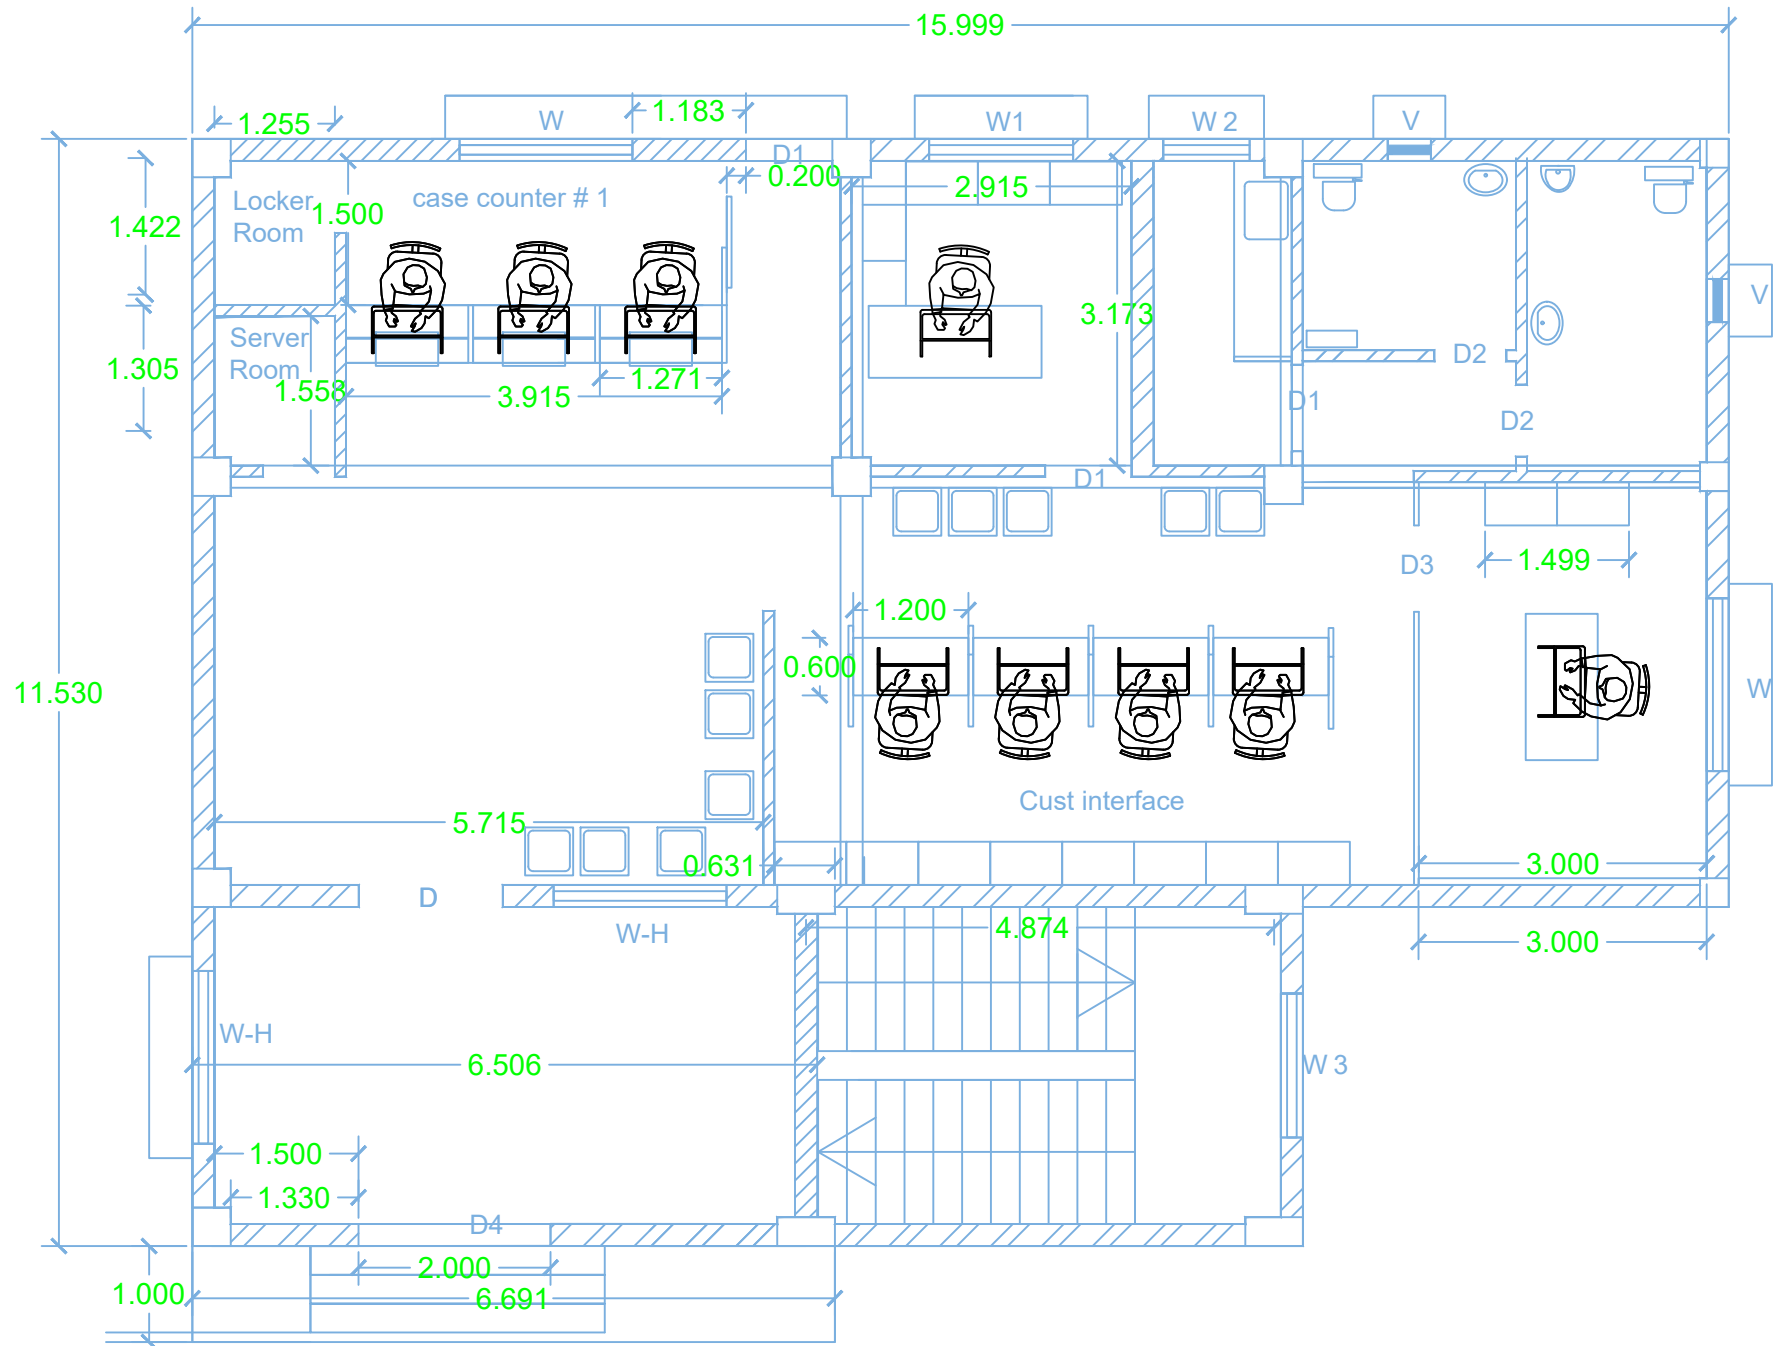 15.999
W
1.183
W1
W 2
V
1.255
D1
0.200
2.915
Locker
Room
case counter # 1
1.500
1.422
V
3.173
Server
Room
1.305
1.558
1.271
3.915
D2
D1
D2
D1
D3
1.499
1.200
0.600
11.530
W
Cust interface
5.715
0.631
3.000
D
W-H
4.874
3.000
W-H
6.506
W 3
1.500
1.330
D4
2.000
1.000
6.691